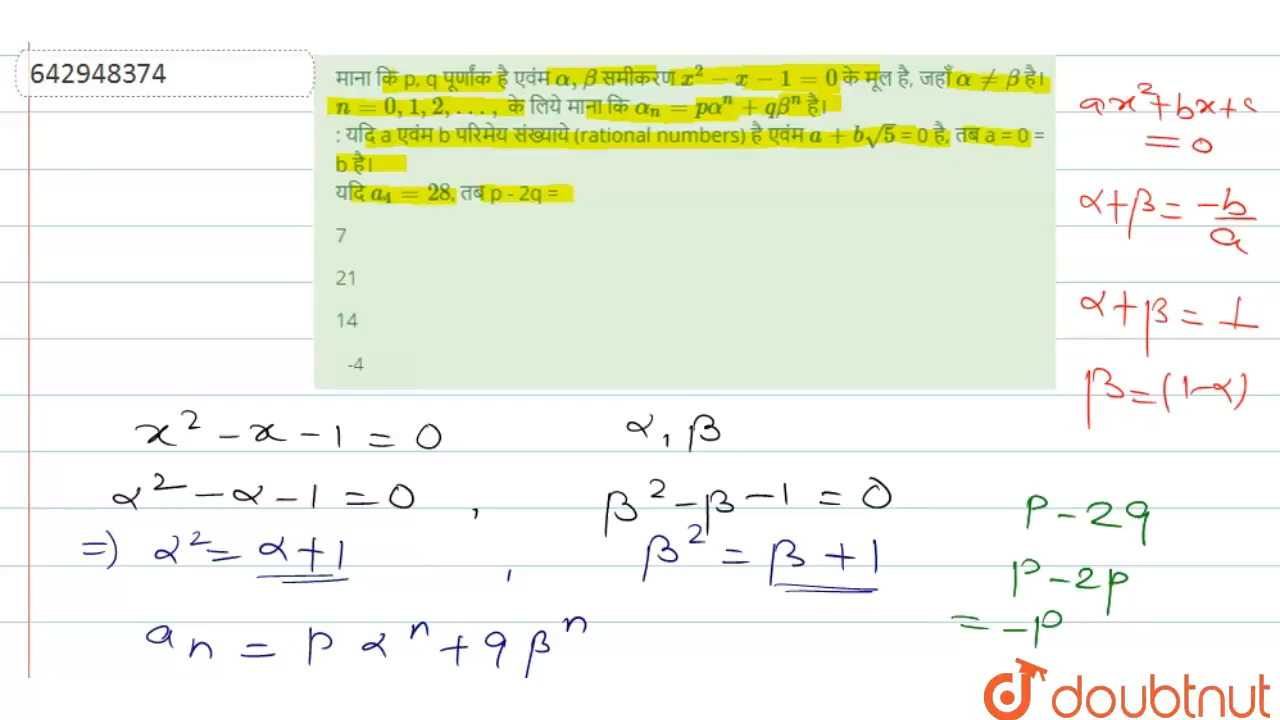 642948374
माना कि p, q पूर्णांक है एवंम α, β समीकरण x² − x − 1 = 0 के मूल है, जहाँ α ≠ β है।
n = 0, 1, 2, . . . , के लिये माना कि αₙ = pαⁿ + qβⁿ है।
: यदि a एवंम b परिमेय संख्याये (rational numbers) है एवंम a + b√5 = 0 है, तब a = 0 =
b है।
यदि a₄ = 28, तब p - 2q =
7
21
14
-4
ax²+bx+c
= 0
α+β = -b/a
α+β = 1
β = (1-α)
x² - x - 1 = 0
α, β
α² - α - 1 = 0 ,
β² - β - 1 = 0
=) α² = α+1 ,
β² = β + 1
aₙ = p αⁿ + q βⁿ
p - 2q
p - 2p
= -p
doubtnut